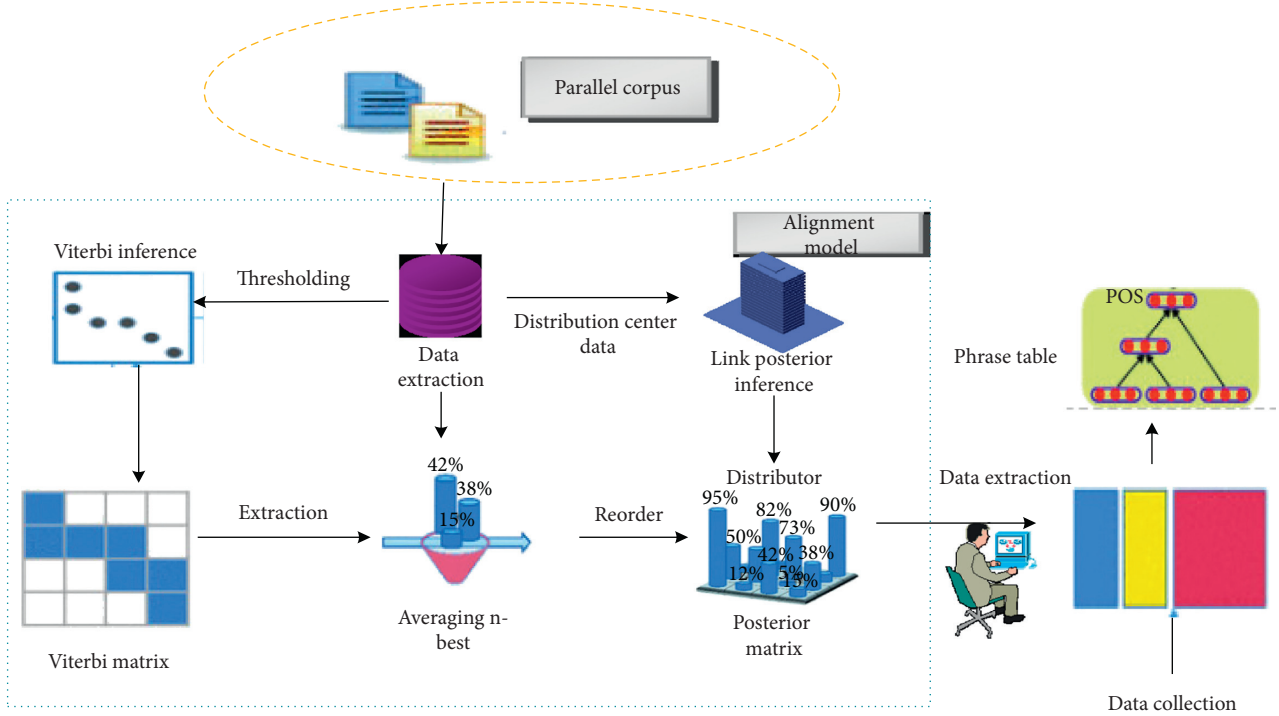 Parallel corpus
Alignment
model
Viterbi inference
Thresholding
Distribution center
data
Data
extraction
Link posterior
inference
POS
Phrase table
42%
38%
15%
Distributor
95%
82%
90%
50%
73%
42%
38%
12%
5%
15%
Data extraction
Extraction
Reorder
Averaging n-
best
Posterior
matrix
Viterbi matrix
Data collection